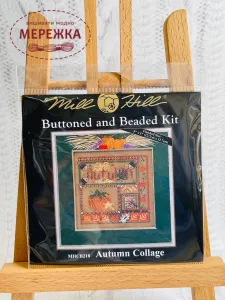 ВИШИВАТИ МОДНО
МЕРЕЖКА
Mill Hill
Buttoned and Beaded Kit
Autumn Collage